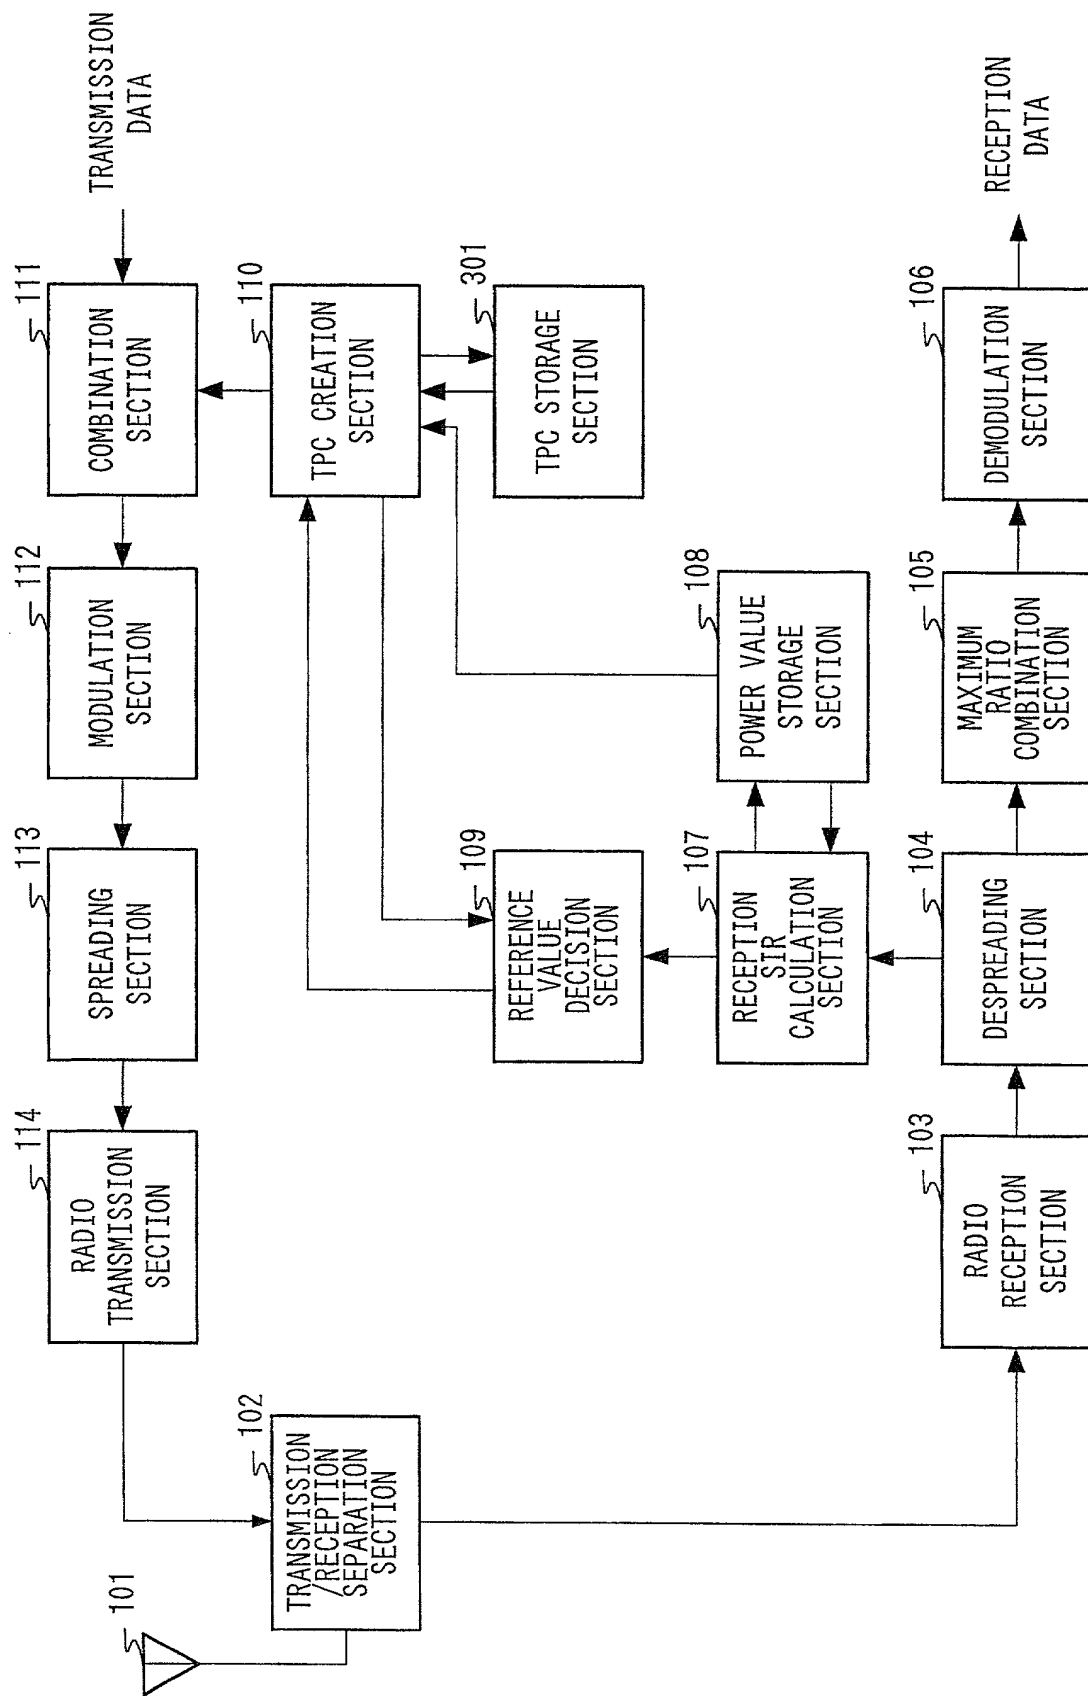 101
102
TRANSMISSION
/RECEPTION
SEPARATION
SECTION
114
RADIO
TRANSMISSION
SECTION
113
SPREADING
SECTION
112
MODULATION
SECTION
111
COMBINATION
SECTION
TRANSMISSION
DATA
110
TPC CREATION
SECTION
301
TPC STORAGE
SECTION
109
REFERENCE
VALUE
DECISION
SECTION
107
RECEPTION
SIR
CALCULATION
SECTION
108
POWER VALUE
STORAGE
SECTION
103
RADIO
RECEPTION
SECTION
104
DESPREADING
SECTION
105
MAXIMUM
RATIO
COMBINATION
SECTION
106
DEMODULATION
SECTION
RECEPTION
DATA